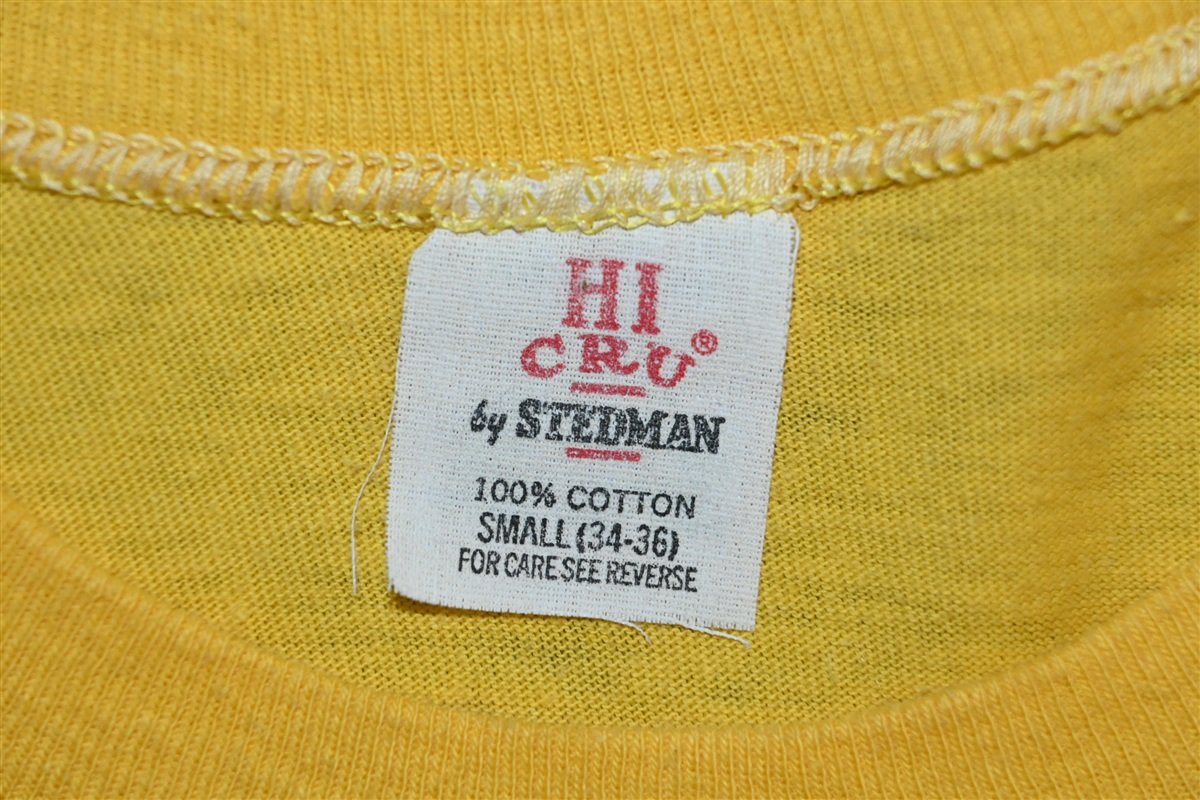 HI
CRU®
by STEDMAN
100% COTTON
SMALL (34-36)
FOR CARE SEE REVERSE